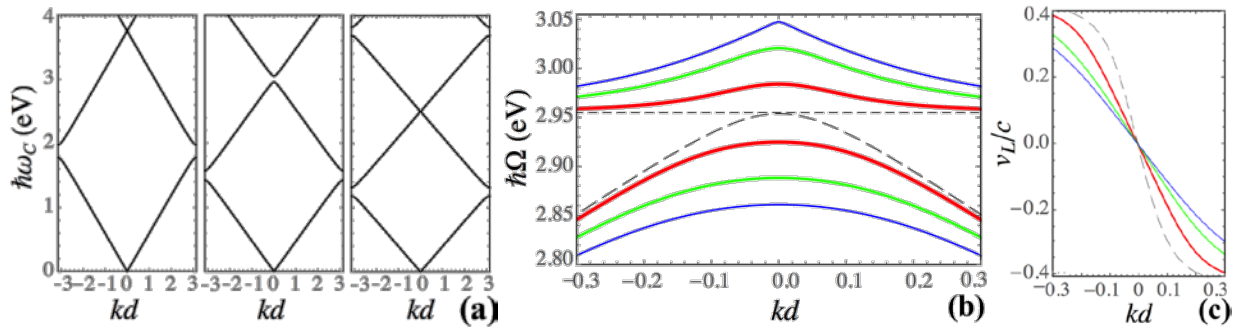 4
3
2
1
0
ħω_C (eV)
-3-2-1 0 1 2 3
kd
-3-2-1 0 1 2 3
kd
-3-2-1 0 1 2 3
kd
(a)
3.05
3.00
2.95
2.90
2.85
2.80
ħΩ (eV)
-0.3 -0.2 -0.1 0.0 0.1 0.2 0.3
kd
(b)
0.4
0.2
0.0
-0.2
-0.4
v_L/c
-0.3 -0.1 0.1 0.3
kd
(c)